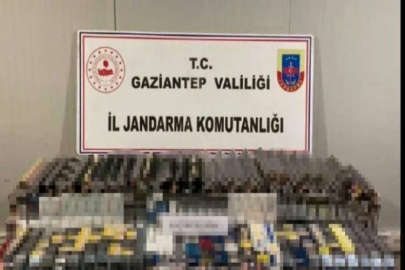 T.C.
GAZİANTEP VALİLİĞİ
İL JANDARMA KOMUTANLIĞI